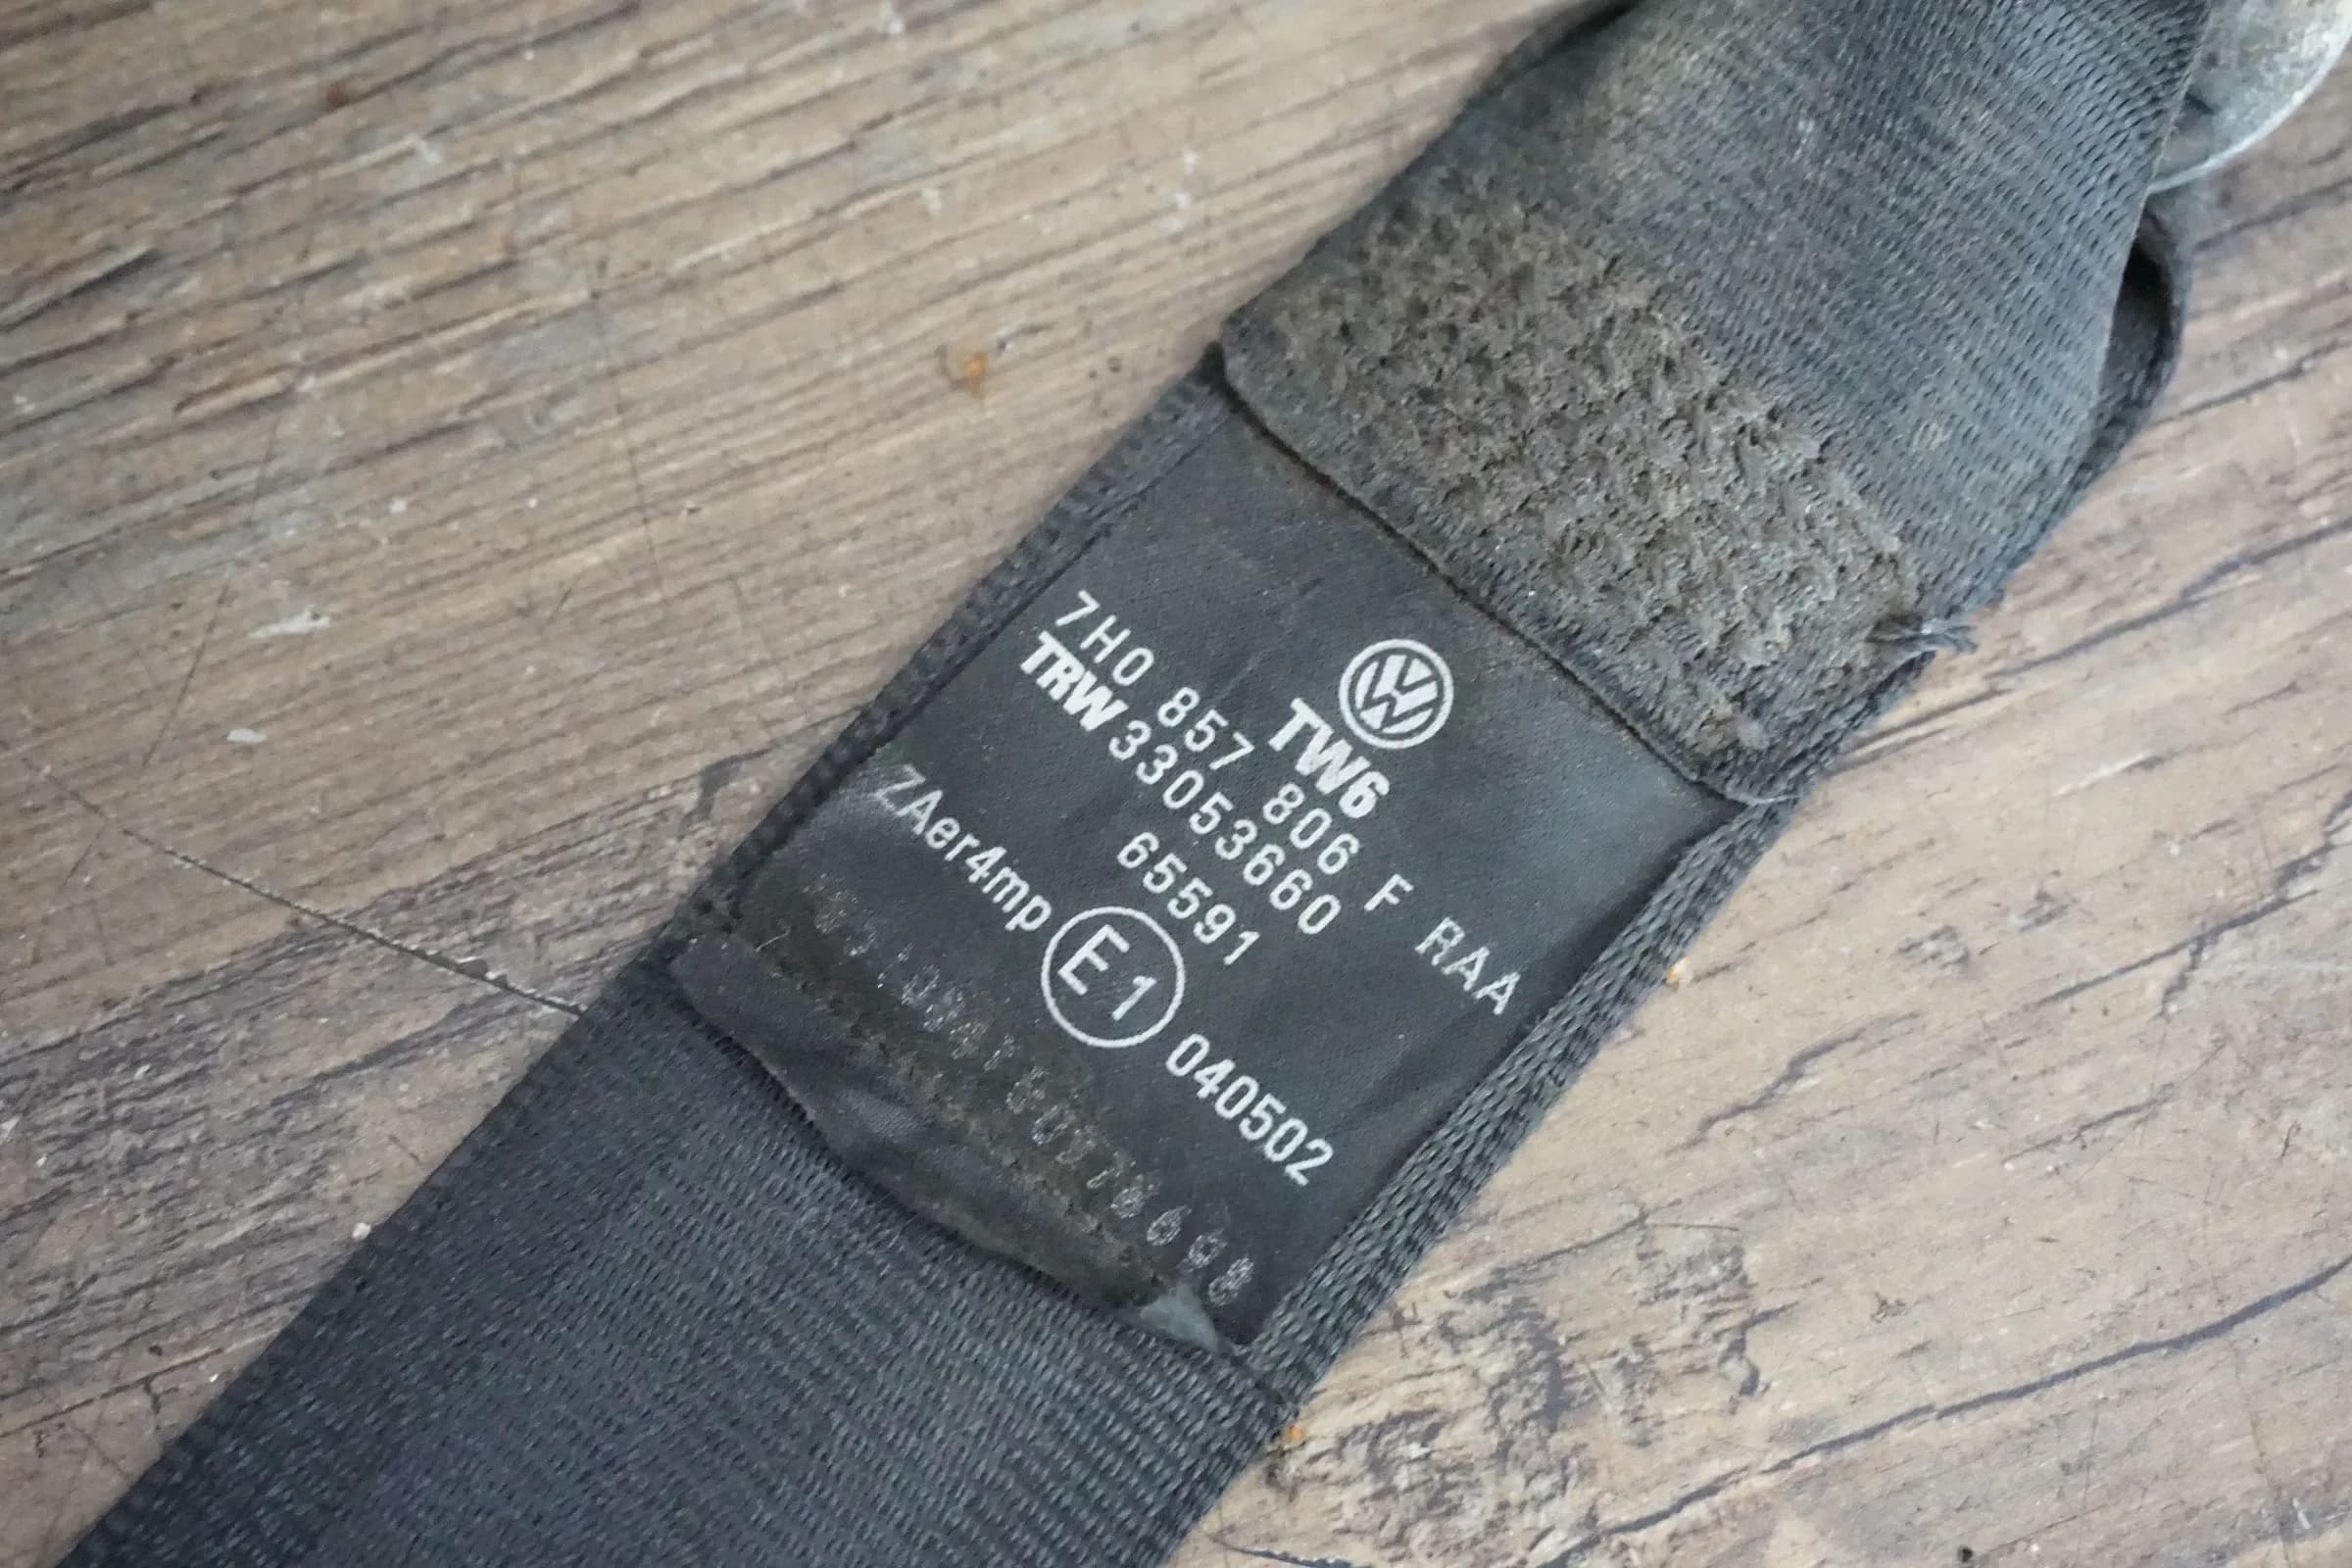 TW6
7H0 857 806 F RAA
TRW 33053660
65591
ZAer4mp E1 040502